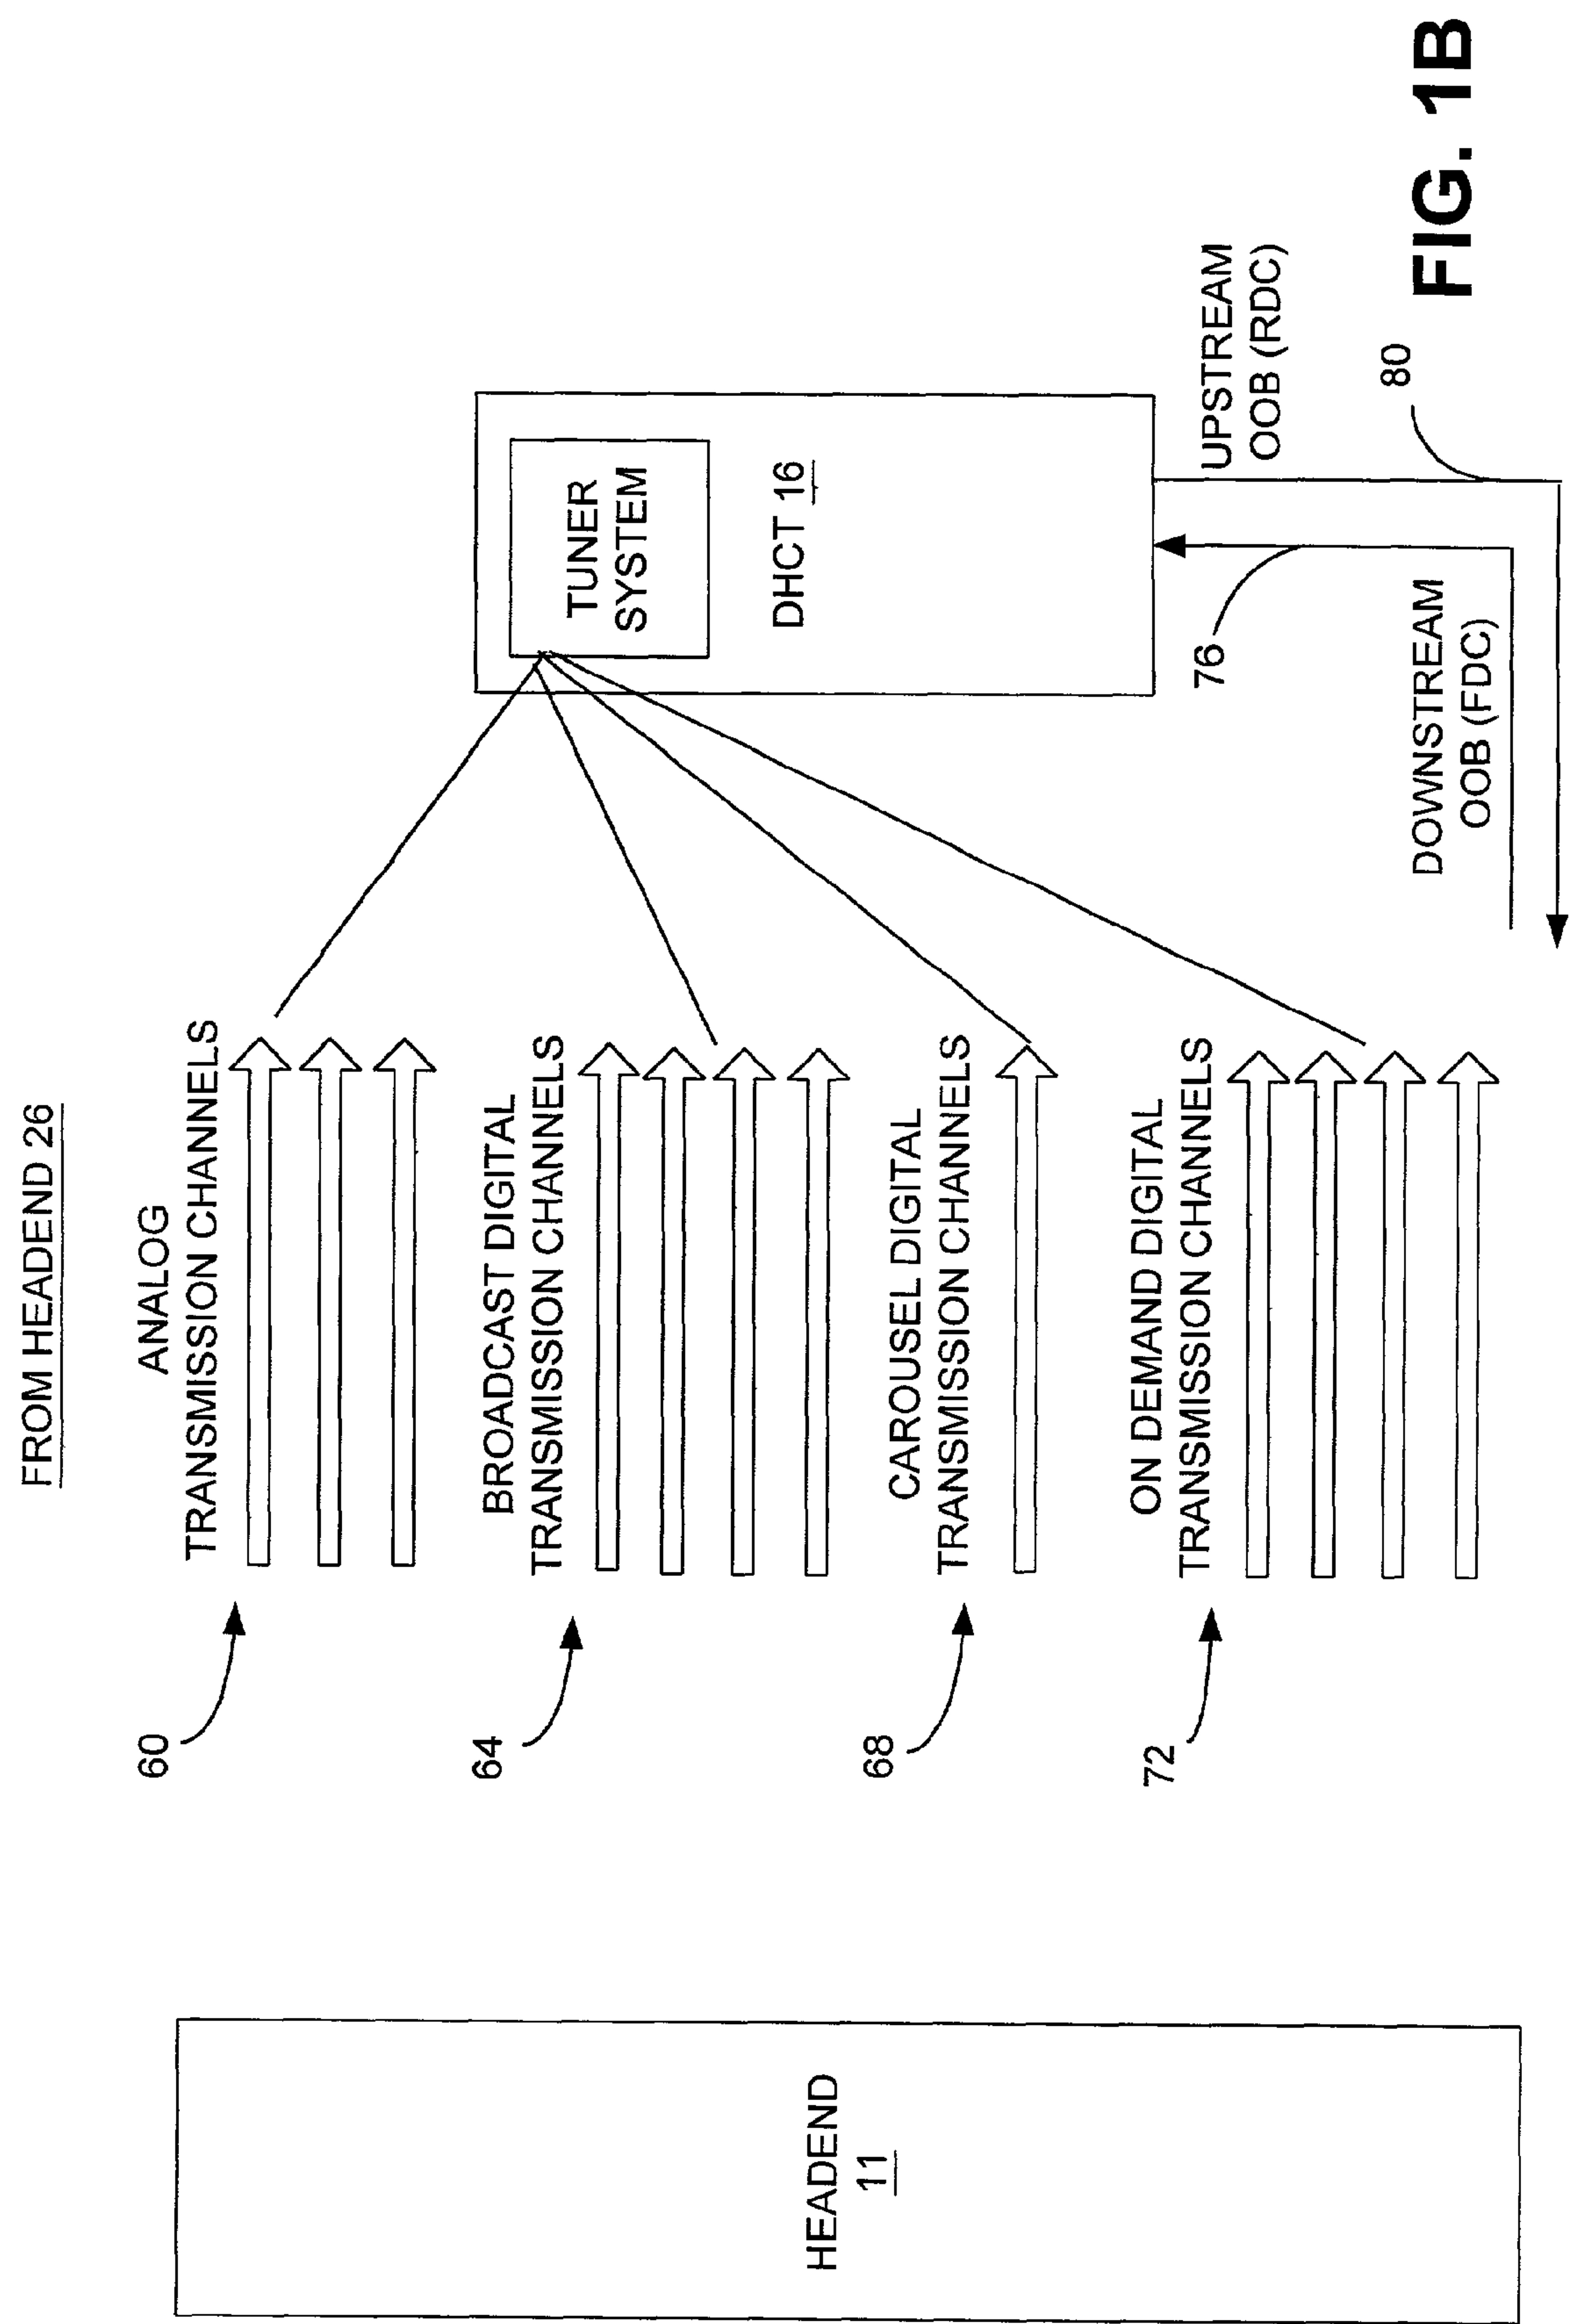 FROM HEADEND 26
HEADEND
11
60
ANALOG
TRANSMISSION CHANNELS
64
BROADCAST DIGITAL
TRANSMISSION CHANNELS
68
CAROUSEL DIGITAL
TRANSMISSION CHANNELS
72
ON DEMAND DIGITAL
TRANSMISSION CHANNELS
TUNER
SYSTEM
DHCT 16
76
DOWNSTREAM
OOB (FDC)
UPSTREAM
OOB (RDC)
80
FIG. 1B